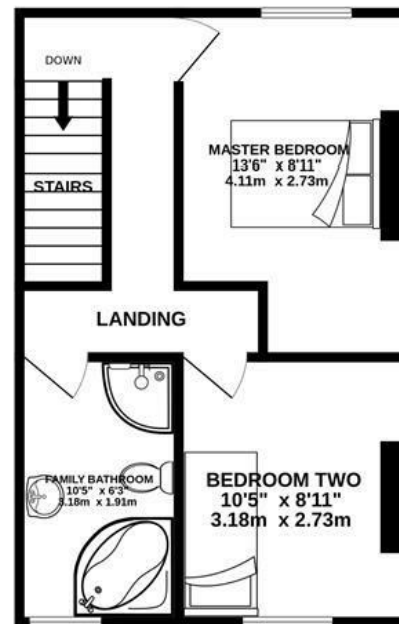 DOWN
STAIRS
MASTER BEDROOM
13'6" x 8'11"
4.11m x 2.73m
LANDING
FAMILY BATHROOM
10'5" x 6'3"
3.18m x 1.91m
BEDROOM TWO
10'5" x 8'11"
3.18m x 2.73m